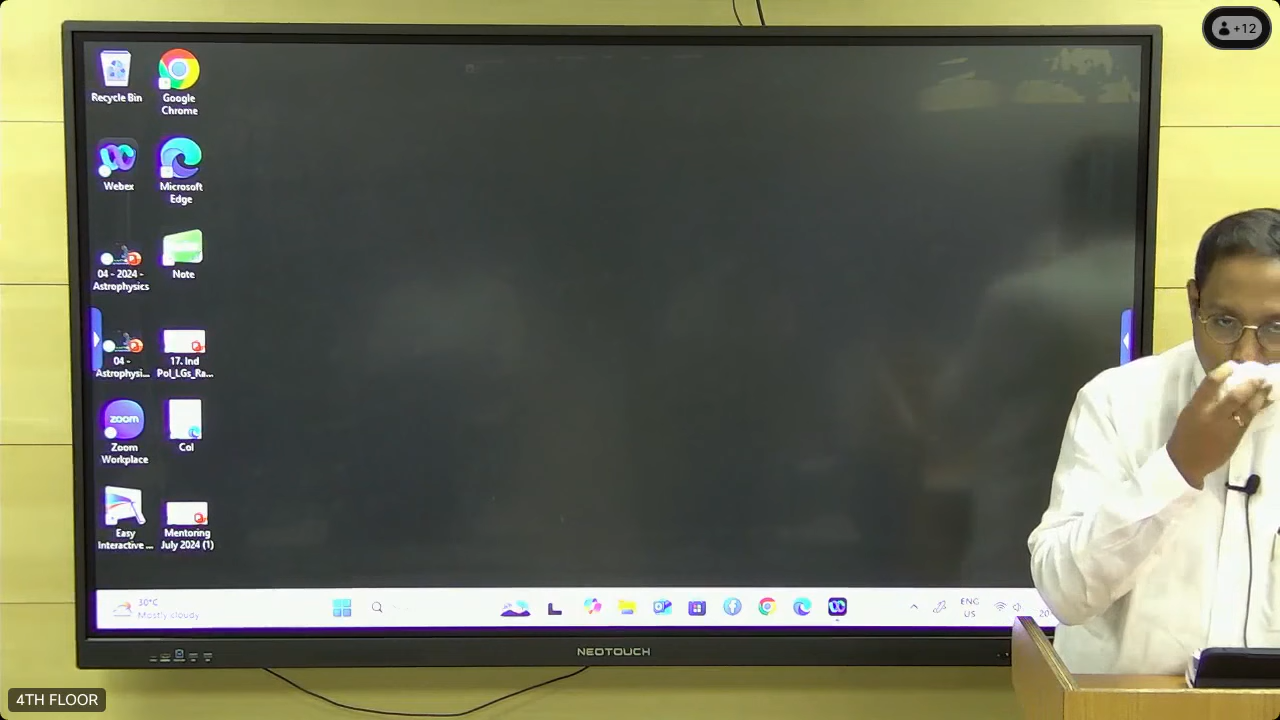 +12
Recycle Bin
Google
Chrome
Webex
Microsoft
Edge
04 - 2024 -
Astrophysics
Note
04 -
Astrophysi...
17. Ind
Pol_LGs_Ra...
zoom
Zoom
Workplace
Col
Easy
Interactive ...
Mentoring
July 2024 (1)
30°C
Mostly cloudy
ENG
US
20
NEOTOUCH
4TH FLOOR